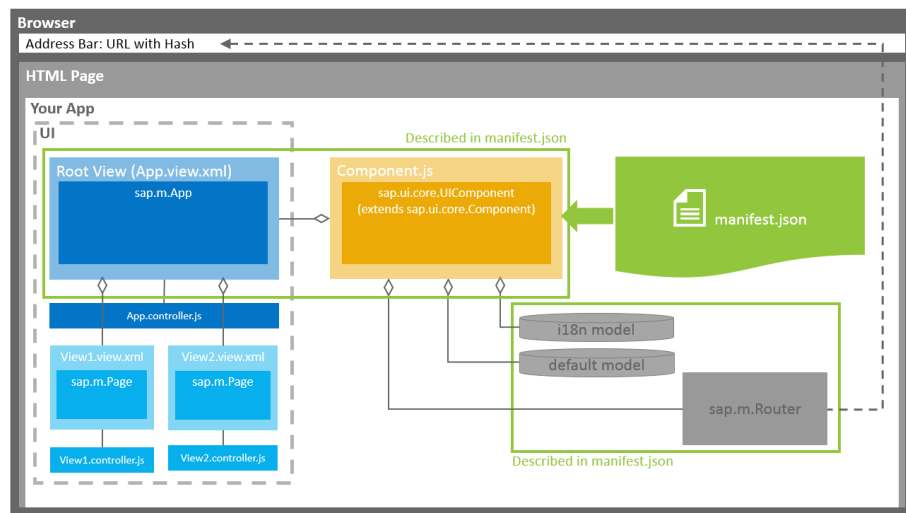 Browser
Address Bar: URL with Hash
HTML Page
Your App
UI
Described in manifest.json
Root View (App.view.xml)
sap.m.App
Component.js
sap.ui.core.UIComponent
(extends sap.ui.core.Component)
manifest.json
App.controller.js
i18n model
default model
View1.view.xml
sap.m.Page
View2.view.xml
sap.m.Page
sap.m.Router
View1.controller.js
View2.controller.js
Described in manifest.json